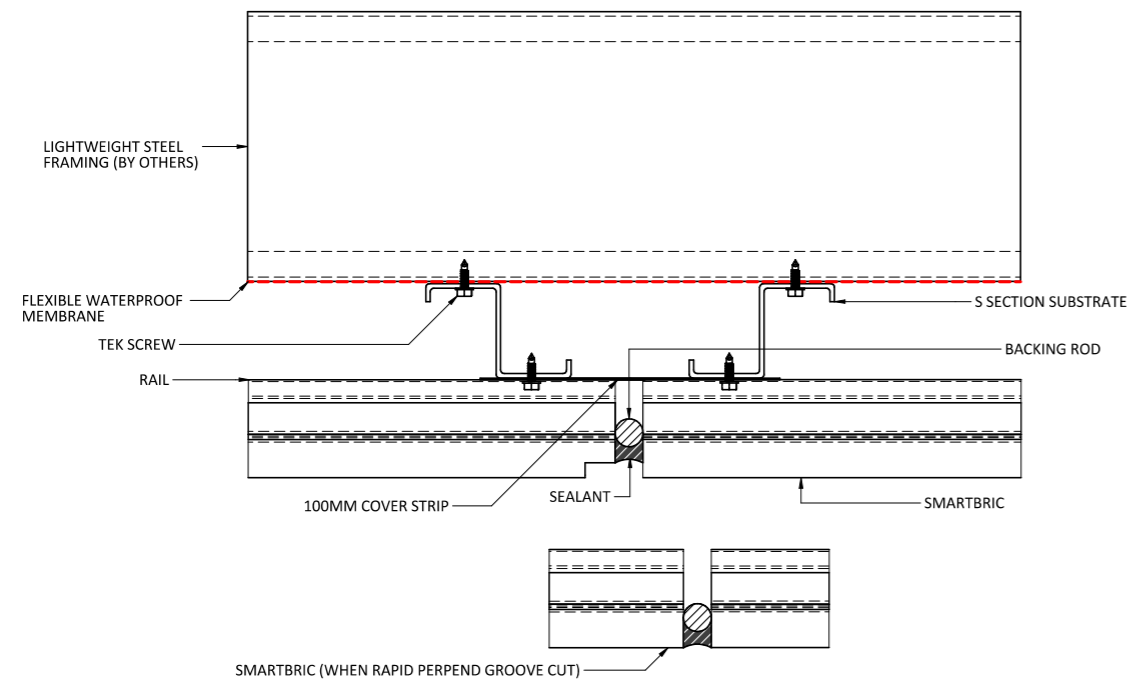 LIGHTWEIGHT STEEL
FRAMING (BY OTHERS)
FLEXIBLE WATERPROOF
MEMBRANE
S SECTION SUBSTRATE
TEK SCREW
BACKING ROD
RAIL
100MM COVER STRIP
SEALANT
SMARTBRIC
SMARTBRIC (WHEN RAPID PERPEND GROOVE CUT)